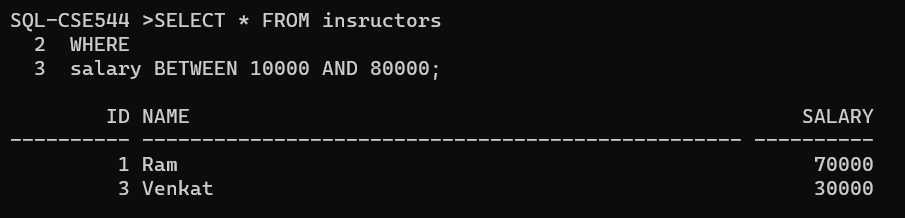 SQL-CSE544 >SELECT * FROM insructors
  2  WHERE
  3  salary BETWEEN 10000 AND 80000;

        ID NAME                                                   SALARY
---------- -------------------------------------------------- ----------
         1 Ram                                                     70000
         3 Venkat                                                  30000